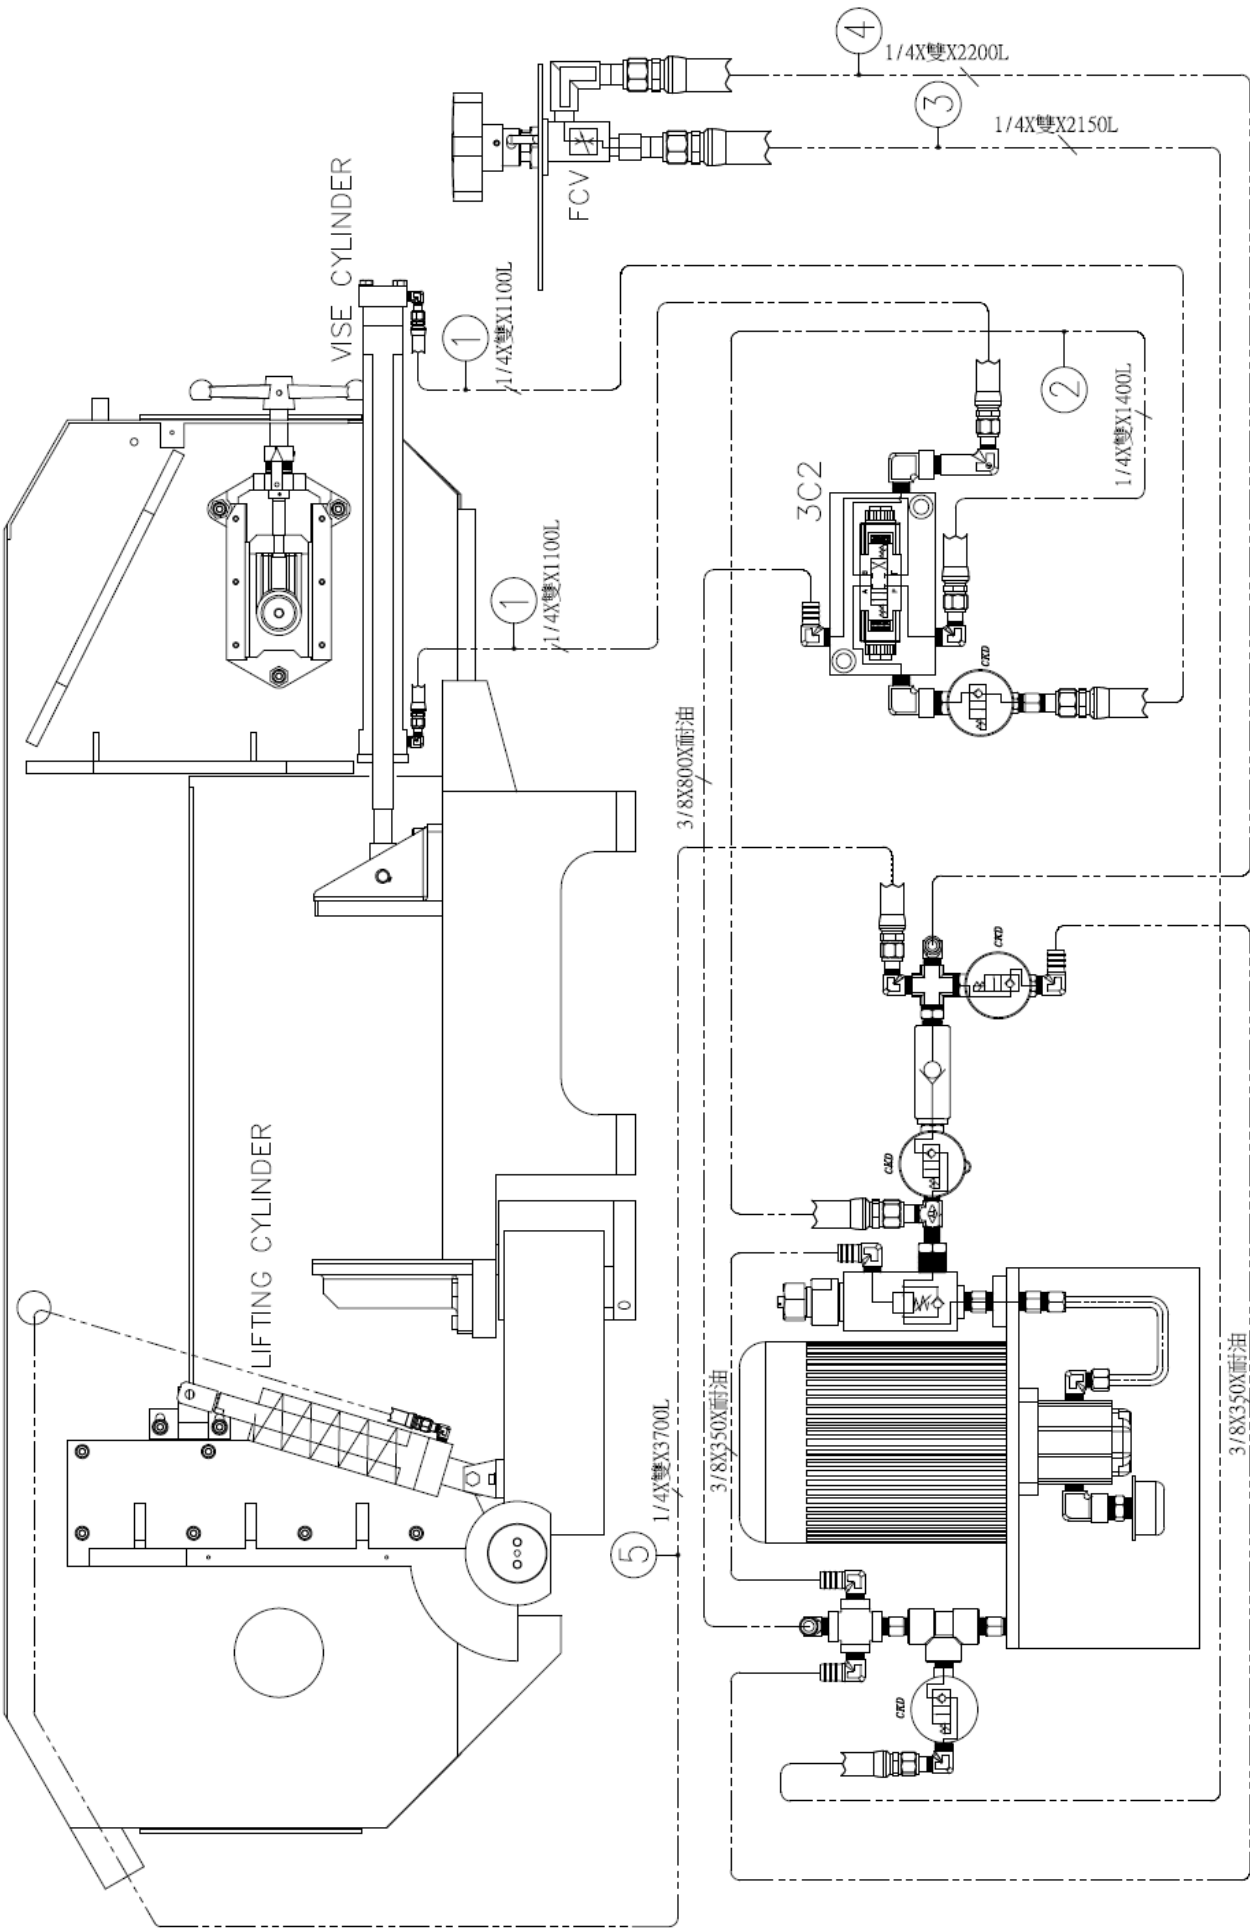 4
1/4X雙X2200L
3
1/4X雙X2150L
FCV
VISE CYLINDER
1
1/4X雙X1100L
2
1/4X雙X1400L
3C2
1
1/4X雙X1100L
A
B
P
T
CKD
3/8X800X耐油
CKD
CKD
LIFTING CYLINDER
5
1/4X雙X3700L
3/8X350X耐油
3/8X350X耐油
CKD